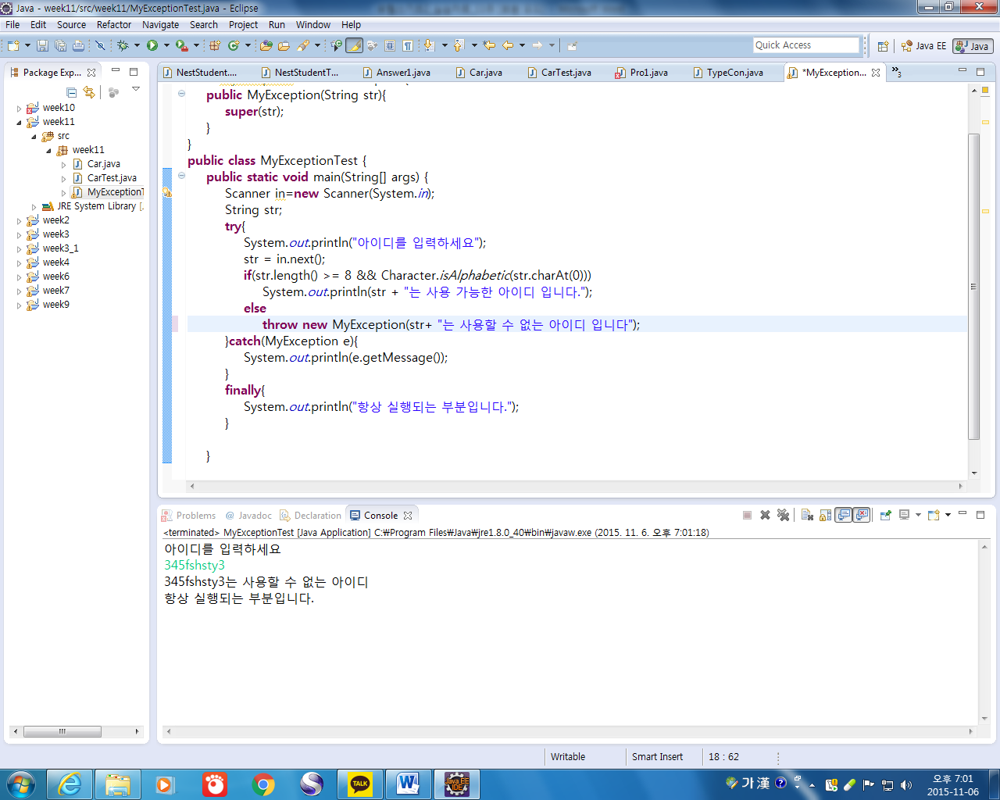 Java - week11/src/week11/MyExceptionTest.java - Eclipse
File Edit Source Refactor Navigate Search Project Run Window Help
Quick Access
Java EE
Java
Package Exp...
week10
week11
src
week11
Car.java
CarTest.java
MyExceptionT
JRE System Library [.
week2
week3
week3_1
week4
week6
week7
week9
NestStudent.... NestStudentT... Answer1.java Car.java CarTest.java Pro1.java TypeCon.java *MyException... »3
public MyException(String str){
super(str);
}
}
public class MyExceptionTest {
public static void main(String[] args) {
Scanner in=new Scanner(System.in);
String str;
try{
System.out.println("아이디를 입력하세요");
str = in.next();
if(str.length() >= 8 && Character.isAlphabetic(str.charAt(0)))
System.out.println(str + "는 사용 가능한 아이디 입니다.");
else
throw new MyException(str+ "는 사용할 수 없는 아이디 입니다");
}catch(MyException e){
System.out.println(e.getMessage());
}
finally{
System.out.println("항상 실행되는 부분입니다.");
}
}
Problems @ Javadoc Declaration Console
<terminated> MyExceptionTest [Java Application] C:₩Program Files₩Java₩jre1.8.0_40₩bin₩javaw.exe (2015. 11. 6. 오후 7:01:18)
아이디를 입력하세요
345fshsty3
345fshsty3는 사용할 수 없는 아이디
항상 실행되는 부분입니다.
Writable Smart Insert 18 : 62
TALK
Java EE
IDE
가 漢
오후 7:01
2015-11-06